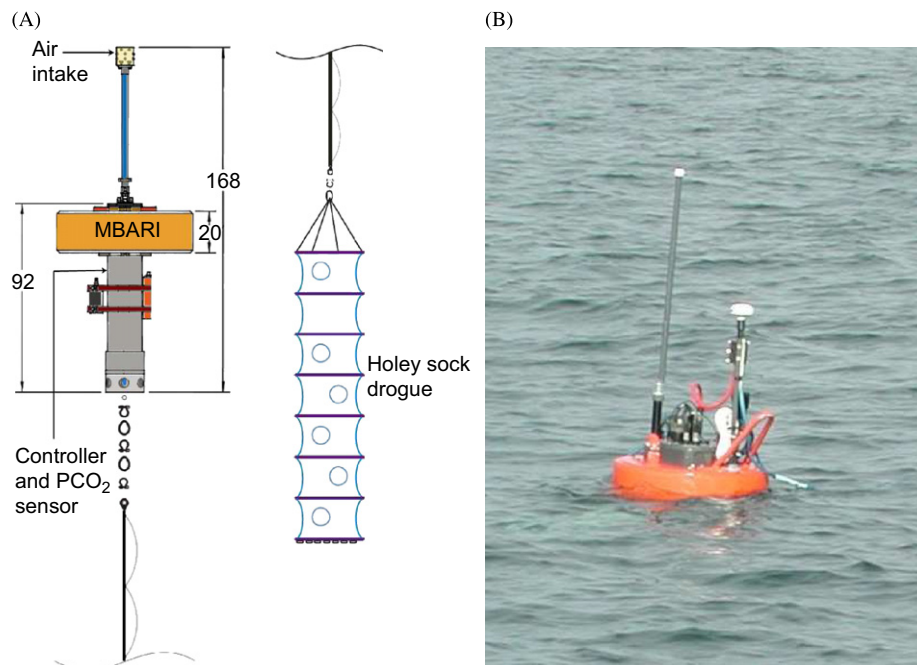 (A)
(B)
Air
intake
168
MBARI
20
92
Holey sock
drogue
Controller
and PCO₂
sensor